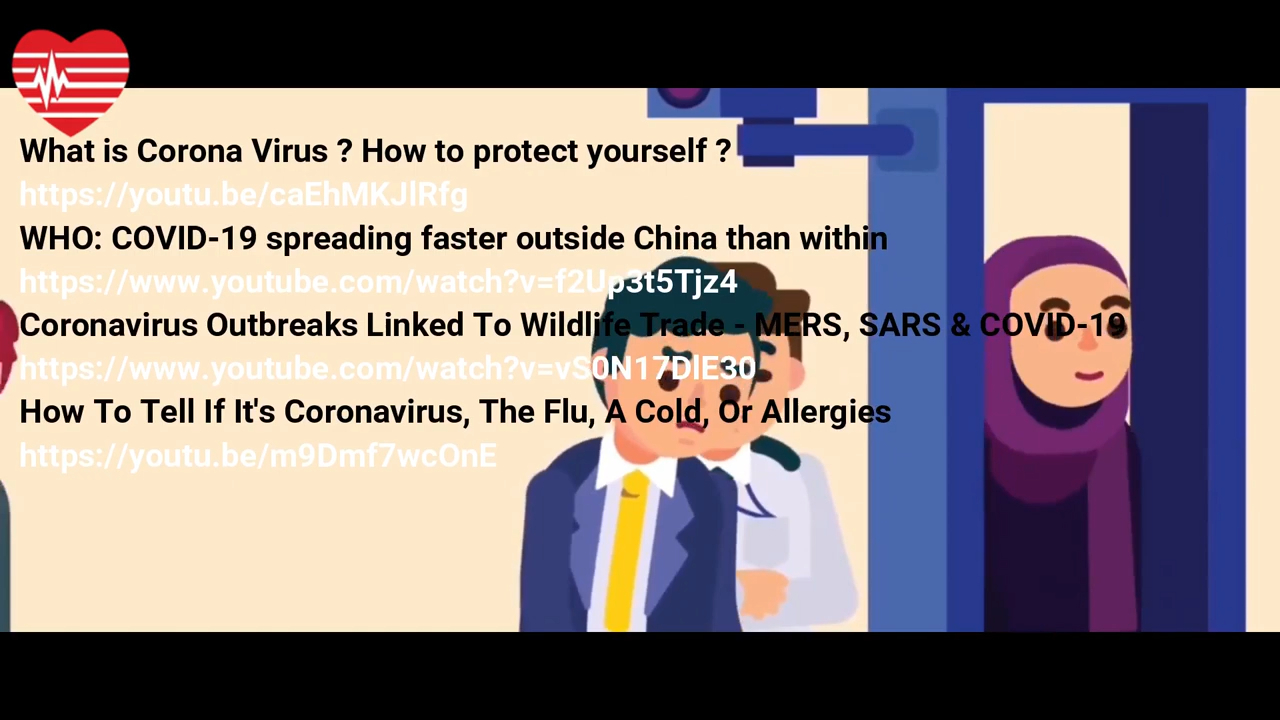 What is Corona Virus ? How to protect yourself ?
https://youtu.be/caEhMKJlRfg
WHO: COVID-19 spreading faster outside China than within
https://www.youtube.com/watch?v=f2Up3t5Tjz4
Coronavirus Outbreaks Linked To Wildlife Trade - MERS, SARS & COVID-19
https://www.youtube.com/watch?v=vS0N17DlE30
How To Tell If It's Coronavirus, The Flu, A Cold, Or Allergies
https://youtu.be/m9Dmf7wcOnE